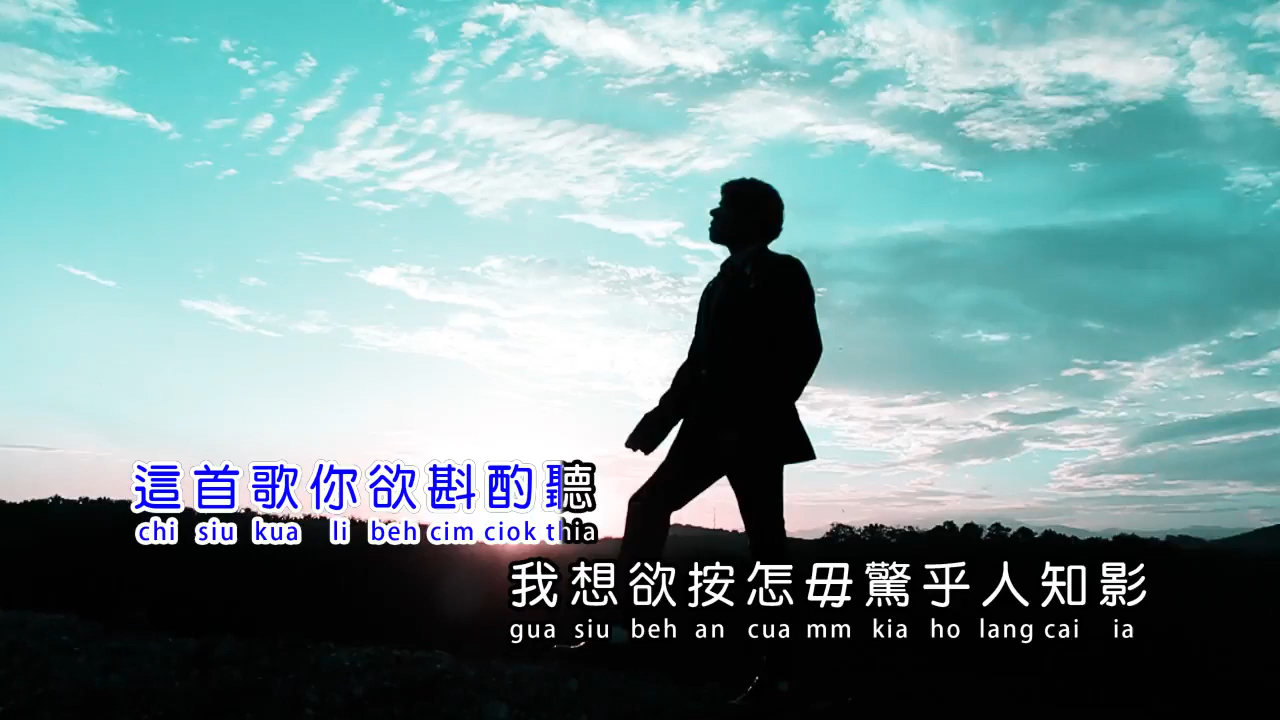 這首歌你欲斟酌聽
chi siu kua li beh cim ciok thia
我想欲按怎毋驚乎人知影
gua siu beh an cua mm kia ho lang cai ia